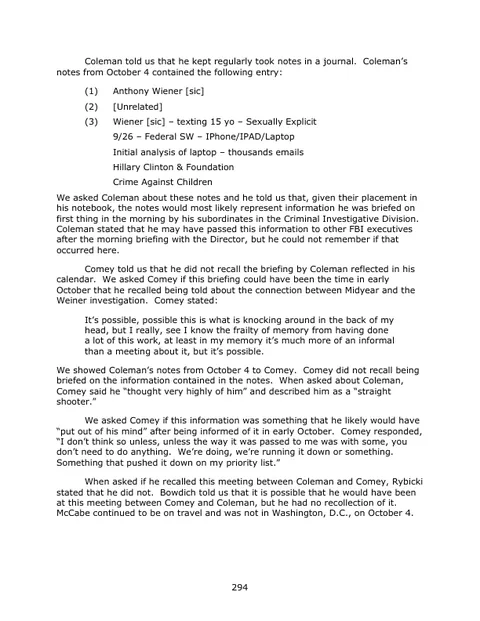 Coleman told us that he kept regularly took notes in a journal. Coleman's
notes from October 4 contained the following entry:
(1) Anthony Wiener [sic]
(2) [Unrelated]
(3) Wiener [sic] – texting 15 yo – Sexually Explicit
9/26 – Federal SW – IPhone/IPAD/Laptop
Initial analysis of laptop – thousands emails
Hillary Clinton & Foundation
Crime Against Children
We asked Coleman about these notes and he told us that, given their placement in
his notebook, the notes would most likely represent information he was briefed on
first thing in the morning by his subordinates in the Criminal Investigative Division.
Coleman stated that he may have passed this information to other FBI executives
after the morning briefing with the Director, but he could not remember if that
occurred here.
Comey told us that he did not recall the briefing by Coleman reflected in his
calendar. We asked Comey if this briefing could have been the time in early
October that he recalled being told about the connection between Midyear and the
Weiner investigation. Comey stated:
It's possible, possible this is what is knocking around in the back of my
head, but I really, see I know the frailty of memory from having done
a lot of this work, at least in my memory it's much more of an informal
than a meeting about it, but it's possible.
We showed Coleman's notes from October 4 to Comey. Comey did not recall being
briefed on the information contained in the notes. When asked about Coleman,
Comey said he "thought very highly of him" and described him as a "straight
shooter."
We asked Comey if this information was something that he likely would have
"put out of his mind" after being informed of it in early October. Comey responded,
"I don't think so unless, unless the way it was passed to me was with some, you
don't need to do anything. We're doing, we're running it down or something.
Something that pushed it down on my priority list."
When asked if he recalled this meeting between Coleman and Comey, Rybicki
stated that he did not. Bowdich told us that it is possible that he would have been
at this meeting between Comey and Coleman, but he had no recollection of it.
McCabe continued to be on travel and was not in Washington, D.C., on October 4.
294